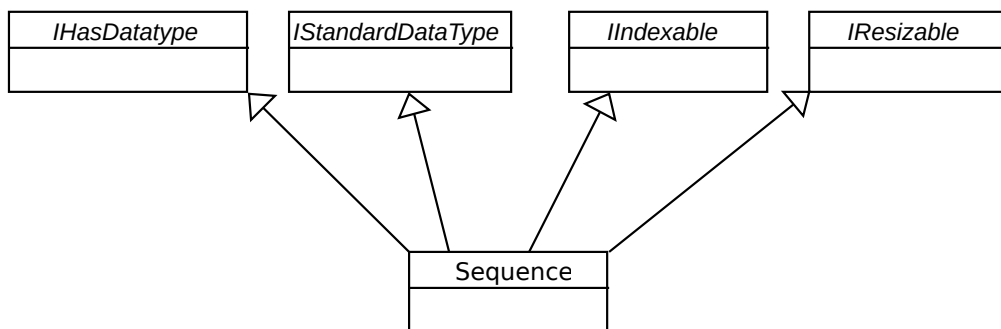 IHasDatatype
IStandardDataType
IIndexable
IResizable
Sequence